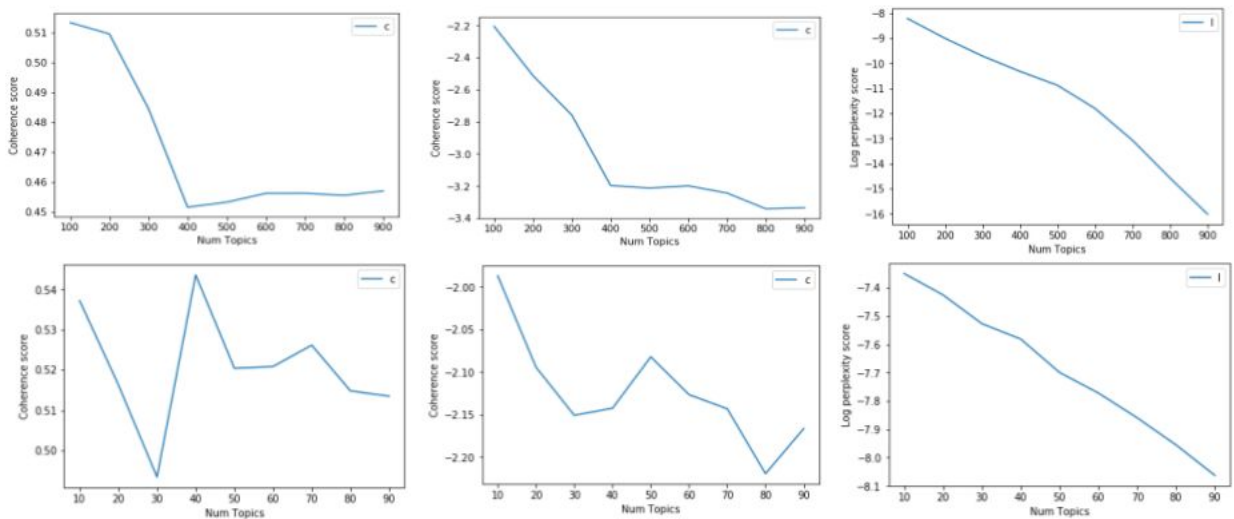 c
0.51
0.50
0.49
0.48
0.47
0.46
0.45
Coherence score
100 200 300 400 500 600 700 800 900
Num Topics
c
−2.2
−2.4
−2.6
−2.8
−3.0
−3.2
−3.4
Coherence score
100 200 300 400 500 600 700 800 900
Num Topics
l
−8
−9
−10
−11
−12
−13
−14
−15
−16
Log perplexity score
100 200 300 400 500 600 700 800 900
Num Topics
c
0.54
0.53
0.52
0.51
0.50
Coherence score
10 20 30 40 50 60 70 80 90
Num Topics
c
−2.00
−2.05
−2.10
−2.15
−2.20
Coherence score
10 20 30 40 50 60 70 80 90
Num Topics
l
−7.4
−7.5
−7.6
−7.7
−7.8
−7.9
−8.0
−8.1
Log perplexity score
10 20 30 40 50 60 70 80 90
Num Topics